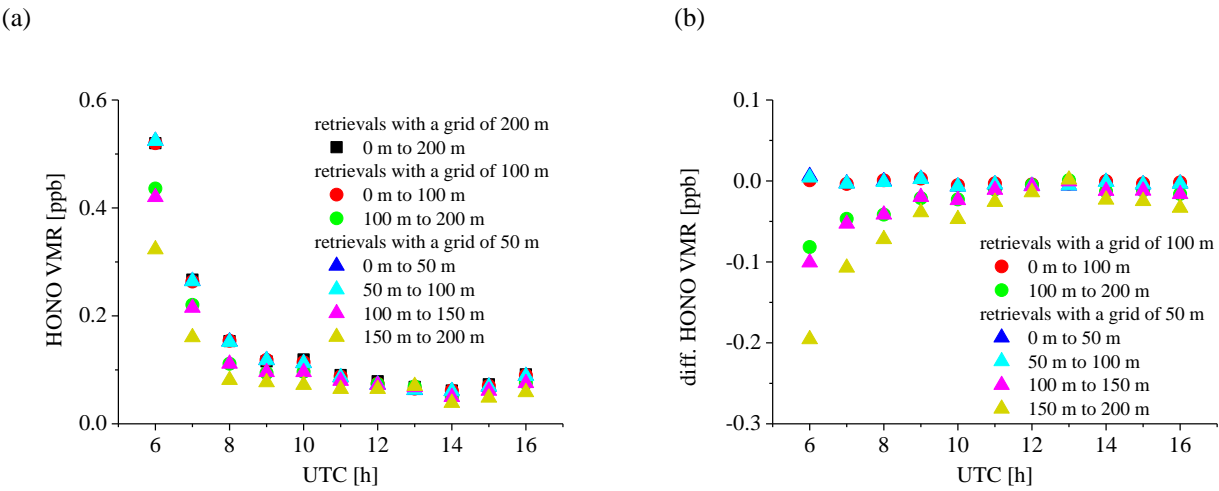 (a)
(b)
0.6
0.4
0.2
0.0
HONO VMR [ppb]
6 8 10 12 14 16
UTC [h]
retrievals with a grid of 200 m
0 m to 200 m
retrievals with a grid of 100 m
0 m to 100 m
100 m to 200 m
retrievals with a grid of 50 m
0 m to 50 m
50 m to 100 m
100 m to 150 m
150 m to 200 m
0.1
0.0
-0.1
-0.2
-0.3
diff. HONO VMR [ppb]
6 8 10 12 14 16
UTC [h]
retrievals with a grid of 100 m
0 m to 100 m
100 m to 200 m
retrievals with a grid of 50 m
0 m to 50 m
50 m to 100 m
100 m to 150 m
150 m to 200 m